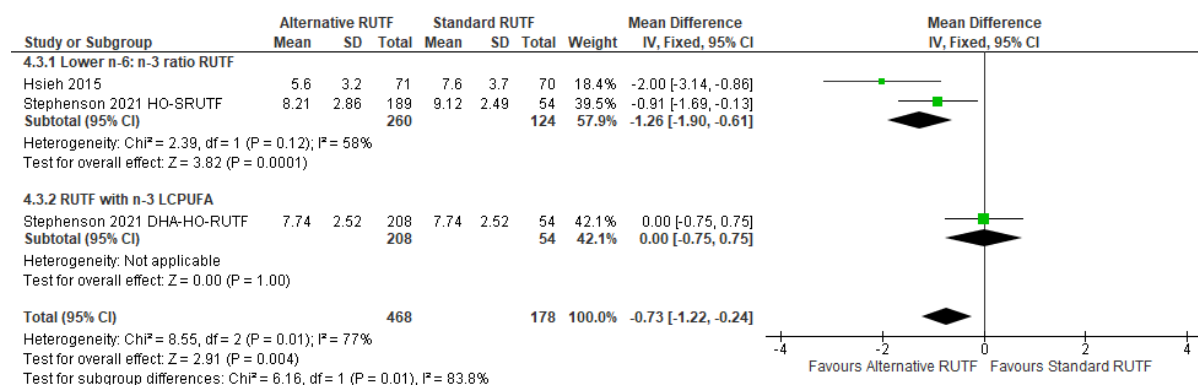 Alternative RUTF Standard RUTF Mean Difference Mean Difference
Study or Subgroup Mean SD Total Mean SD Total Weight IV, Fixed, 95% CI IV, Fixed, 95% CI
4.3.1 Lower n-6: n-3 ratio RUTF
Hsieh 2015 5.6 3.2 71 7.6 3.7 70 18.4% -2.00 [-3.14, -0.86]
Stephenson 2021 HO-SRUTF 8.21 2.86 189 9.12 2.49 54 39.5% -0.91 [-1.69, -0.13]
Subtotal (95% CI) 260 124 57.9% -1.26 [-1.90, -0.61]
Heterogeneity: Chi² = 2.39, df = 1 (P = 0.12); I² = 58%
Test for overall effect: Z = 3.82 (P = 0.0001)
4.3.2 RUTF with n-3 LCPUFA
Stephenson 2021 DHA-HO-RUTF 7.74 2.52 208 7.74 2.52 54 42.1% 0.00 [-0.75, 0.75]
Subtotal (95% CI) 208 54 42.1% 0.00 [-0.75, 0.75]
Heterogeneity: Not applicable
Test for overall effect: Z = 0.00 (P = 1.00)
Total (95% CI) 468 178 100.0% -0.73 [-1.22, -0.24]
Heterogeneity: Chi² = 8.55, df = 2 (P = 0.01); I² = 77%
Test for overall effect: Z = 2.91 (P = 0.004)
Test for subgroup differences: Chi² = 6.16, df = 1 (P = 0.01), I² = 83.8%
-4 -2 0 2 4
Favours Alternative RUTF Favours Standard RUTF